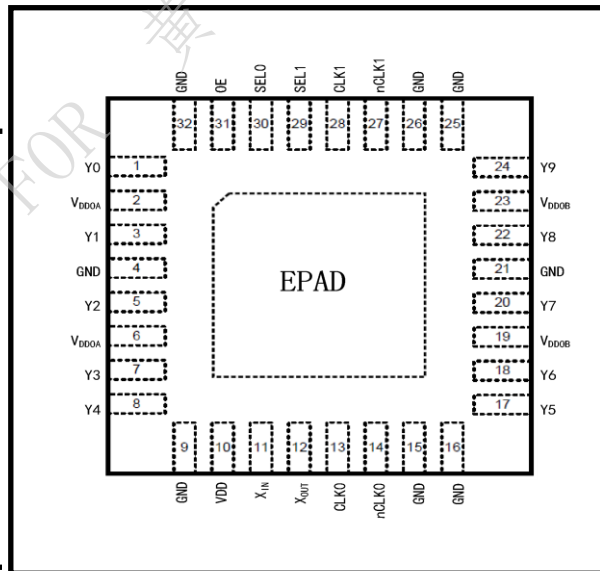 FOR 黄
GND OE SEL0 SEL1 CLK1 nCLK1 GND GND
32 31 30 29 28 27 26 25
Y0 1 24 Y9
VDDOA 2 23 VDDOB
Y1 3 22 Y8
GND 4 21 GND
Y2 5 20 Y7
EPAD
VDDOA 6 19 VDDOB
Y3 7 18 Y6
Y4 8 17 Y5
9 10 11 12 13 14 15 16
GND VDD XIN XOUT CLK0 nCLK0 GND GND